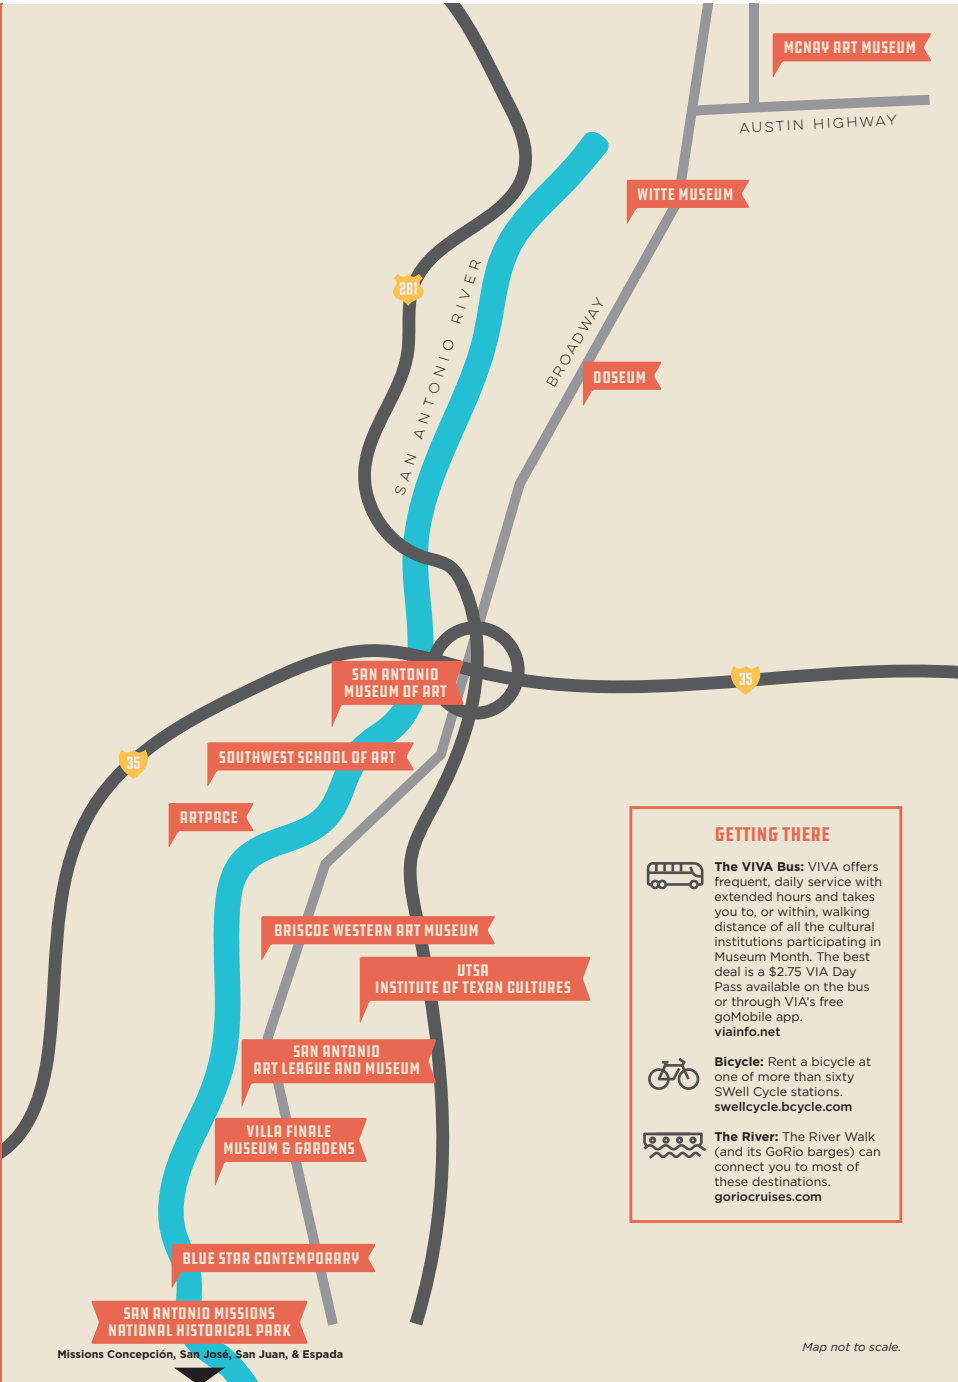 MCNAY ART MUSEUM
AUSTIN HIGHWAY
WITTE MUSEUM
281
SAN ANTONIO RIVER
BROADWAY
DOSEUM
SAN ANTONIO
MUSEUM OF ART
35
SOUTHWEST SCHOOL OF ART
35
ARTPACE
BRISCOE WESTERN ART MUSEUM
UTSA
INSTITUTE OF TEXAN CULTURES
SAN ANTONIO
ART LEAGUE AND MUSEUM
VILLA FINALE
MUSEUM & GARDENS
BLUE STAR CONTEMPORARY
SAN ANTONIO MISSIONS
NATIONAL HISTORICAL PARK
Missions Concepción, San José, San Juan, & Espada
GETTING THERE
The VIVA Bus: VIVA offers
frequent, daily service with
extended hours and takes
you to, or within, walking
distance of all the cultural
institutions participating in
Museum Month. The best
deal is a $2.75 VIA Day
Pass available on the bus
or through VIA's free
goMobile app.
viainfo.net
Bicycle: Rent a bicycle at
one of more than sixty
SWell Cycle stations.
swellcycle.bcycle.com
The River: The River Walk
(and its GoRio barges) can
connect you to most of
these destinations.
goriocruises.com
Map not to scale.